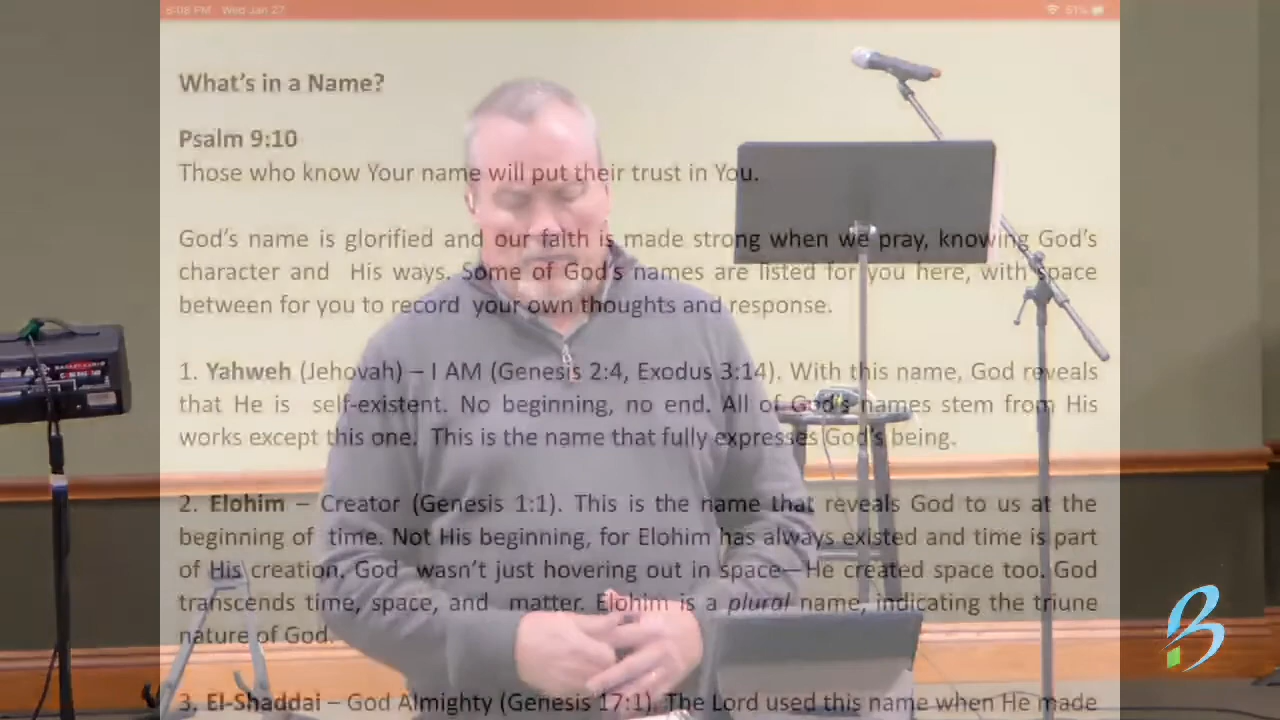 6:08 PM Wed Jan 27
51%
What's in a Name?
Psalm 9:10
Those who know Your name will put their trust in You.
God's name is glorified and our faith is made strong when we pray, knowing God's
character and His ways. Some of God's names are listed for you here, with space
between for you to record your own thoughts and response.
1. Yahweh (Jehovah) – I AM (Genesis 2:4, Exodus 3:14). With this name, God reveals
that He is self-existent. No beginning, no end. All of God's names stem from His
works except this one. This is the name that fully expresses God's being.
2. Elohim – Creator (Genesis 1:1). This is the name that reveals God to us at the
beginning of time. Not His beginning, for Elohim has always existed and time is part
of His creation. God wasn't just hovering out in space—He created space too. God
transcends time, space, and matter. Elohim is a plural name, indicating the triune
nature of God.
3. El-Shaddai – God Almighty (Genesis 17:1). The Lord used this name when He made
B